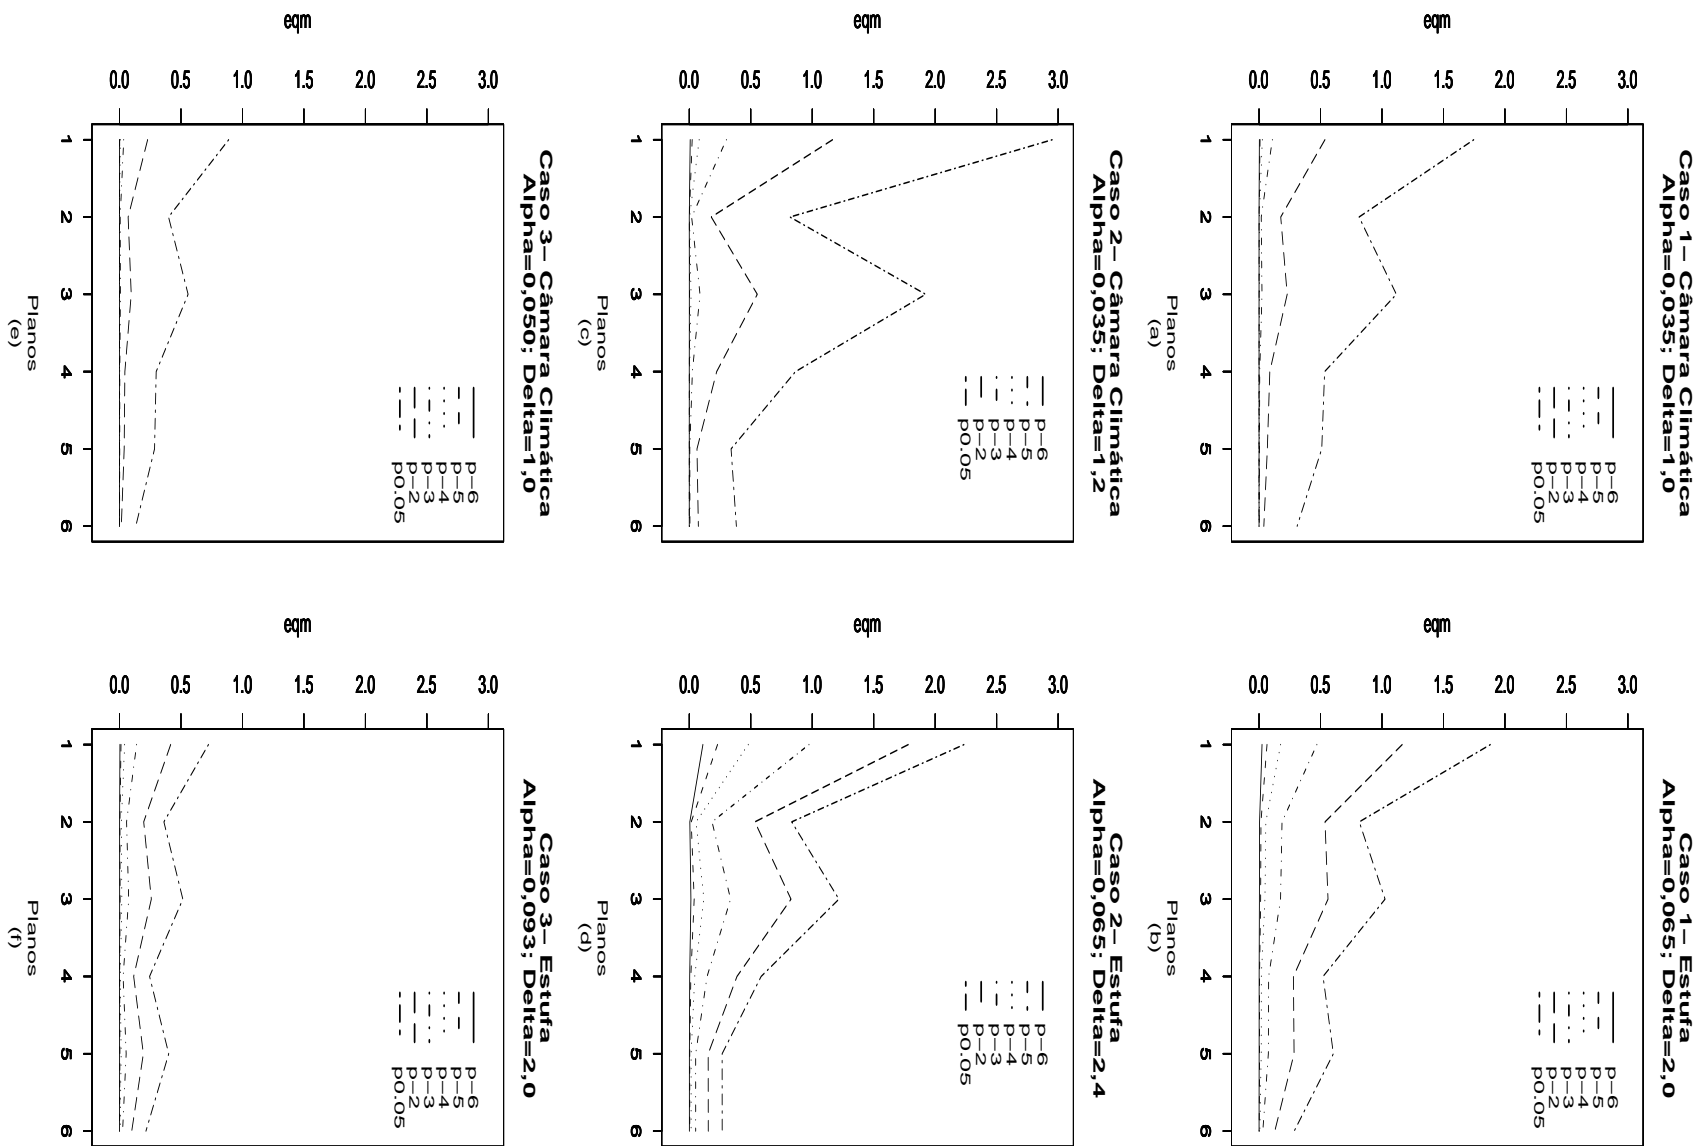 Caso 1– Câmara Climática
Alpha=0,035; Delta=1,0
eqm
0.0 0.5 1.0 1.5 2.0 2.5 3.0
p–6
p–5
p–4
p–3
p–2
p0.05
1 2 3 4 5 6
Planos
(a)
Caso 1– Estufa
Alpha=0,065; Delta=2,0
eqm
0.0 0.5 1.0 1.5 2.0 2.5 3.0
p–6
p–5
p–4
p–3
p–2
p0.05
1 2 3 4 5 6
Planos
(b)
Caso 2– Câmara Climática
Alpha=0,035; Delta=1,2
eqm
0.0 0.5 1.0 1.5 2.0 2.5 3.0
p–6
p–5
p–4
p–3
p–2
p0.05
1 2 3 4 5 6
Planos
(c)
Caso 2– Estufa
Alpha=0,065; Delta=2,4
eqm
0.0 0.5 1.0 1.5 2.0 2.5 3.0
p–6
p–5
p–4
p–3
p–2
p0.05
1 2 3 4 5 6
Planos
(d)
Caso 3– Câmara Climática
Alpha=0,050; Delta=1,0
eqm
0.0 0.5 1.0 1.5 2.0 2.5 3.0
p–6
p–5
p–4
p–3
p–2
p0.05
1 2 3 4 5 6
Planos
(e)
Caso 3– Estufa
Alpha=0,093; Delta=2,0
eqm
0.0 0.5 1.0 1.5 2.0 2.5 3.0
p–6
p–5
p–4
p–3
p–2
p0.05
1 2 3 4 5 6
Planos
(f)